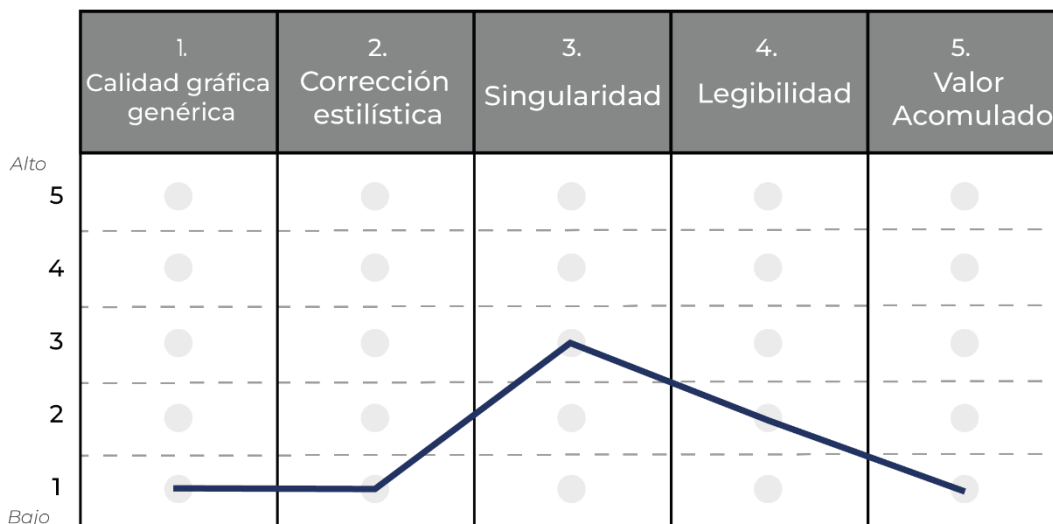 1.
Calidad gráfica
genérica
2.
Corrección
estilística
3.
Singularidad
4.
Legibilidad
5.
Valor
Acomulado
Alto
5
4
3
2
1
Bajo